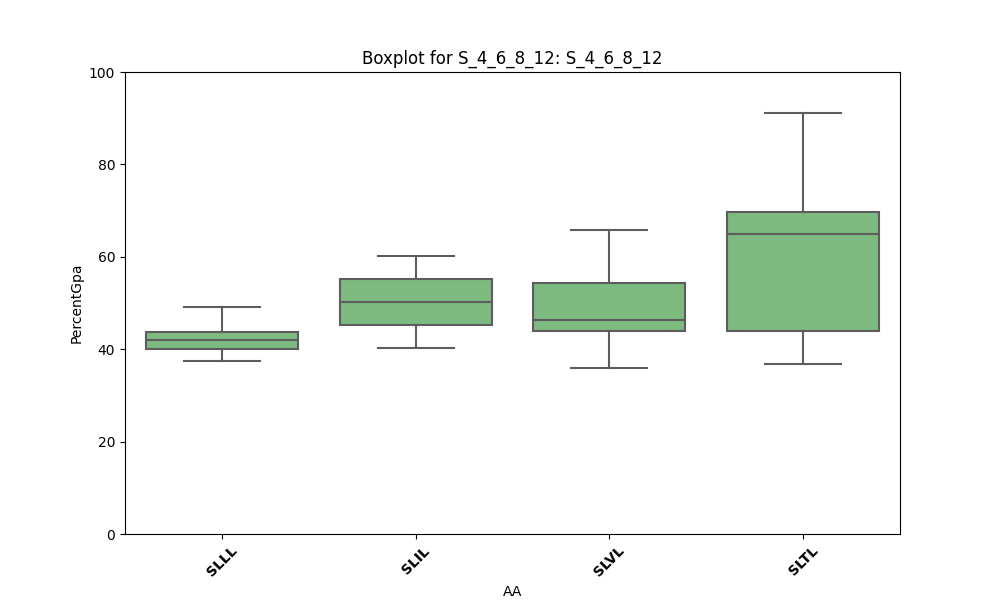 Boxplot for S_4_6_8_12: S_4_6_8_12
100
80
60
40
20
0
PercentGpa
SLLL
SLIL
SLVL
SLTL
AA